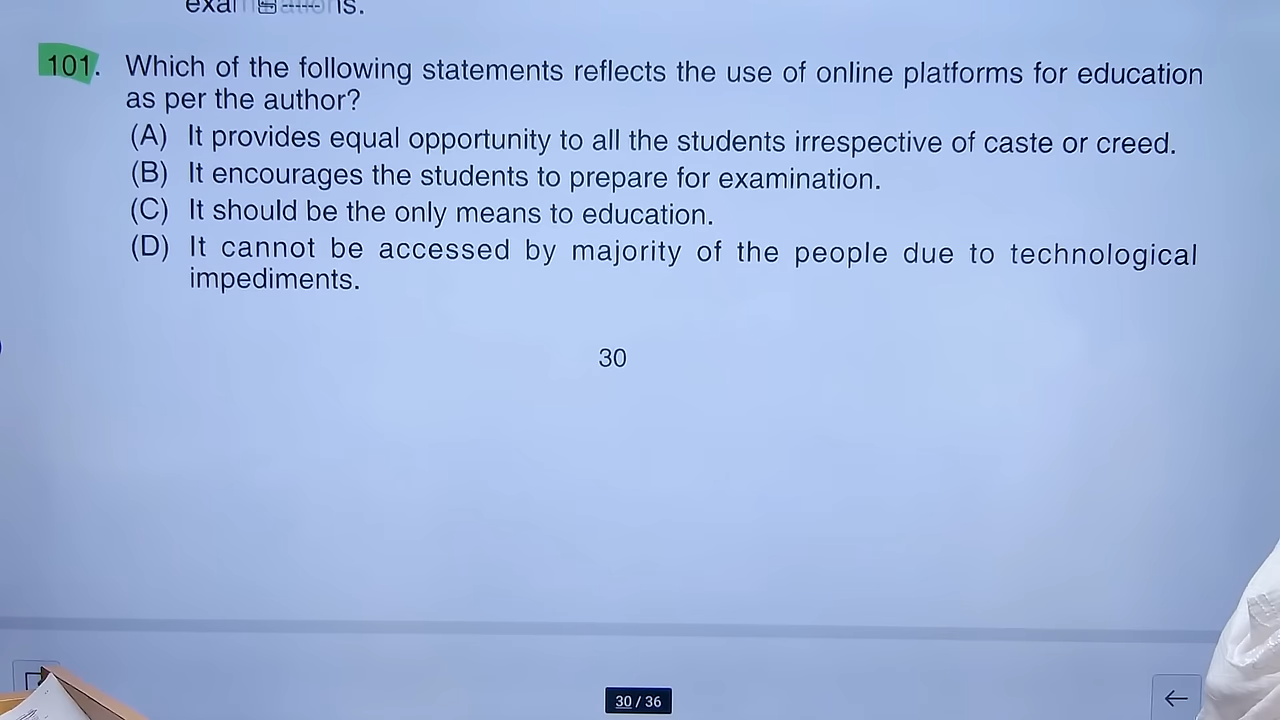 101. Which of the following statements reflects the use of online platforms for education
as per the author?
(A) It provides equal opportunity to all the students irrespective of caste or creed.
(B) It encourages the students to prepare for examination.
(C) It should be the only means to education.
(D) It cannot be accessed by majority of the people due to technological
impediments.
30
30 / 36